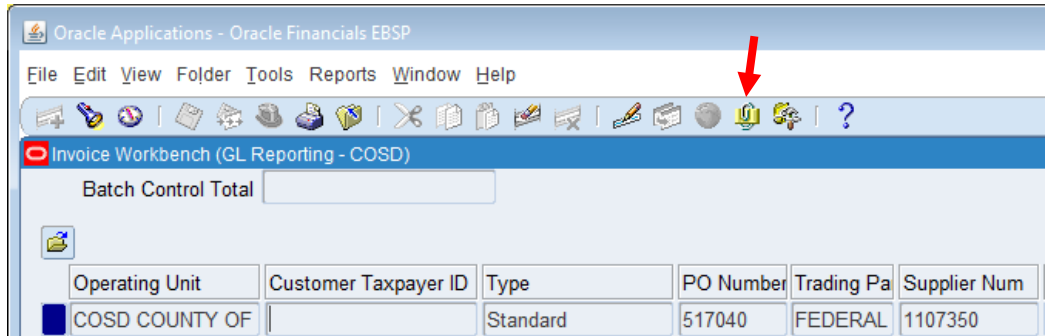 Oracle Applications - Oracle Financials EBSP
File Edit View Folder Tools Reports Window Help
?
Invoice Workbench (GL Reporting - COSD)
Batch Control Total
Operating Unit Customer Taxpayer ID Type PO Number Trading Pa Supplier Num
COSD COUNTY OF Standard 517040 FEDERAL 1107350